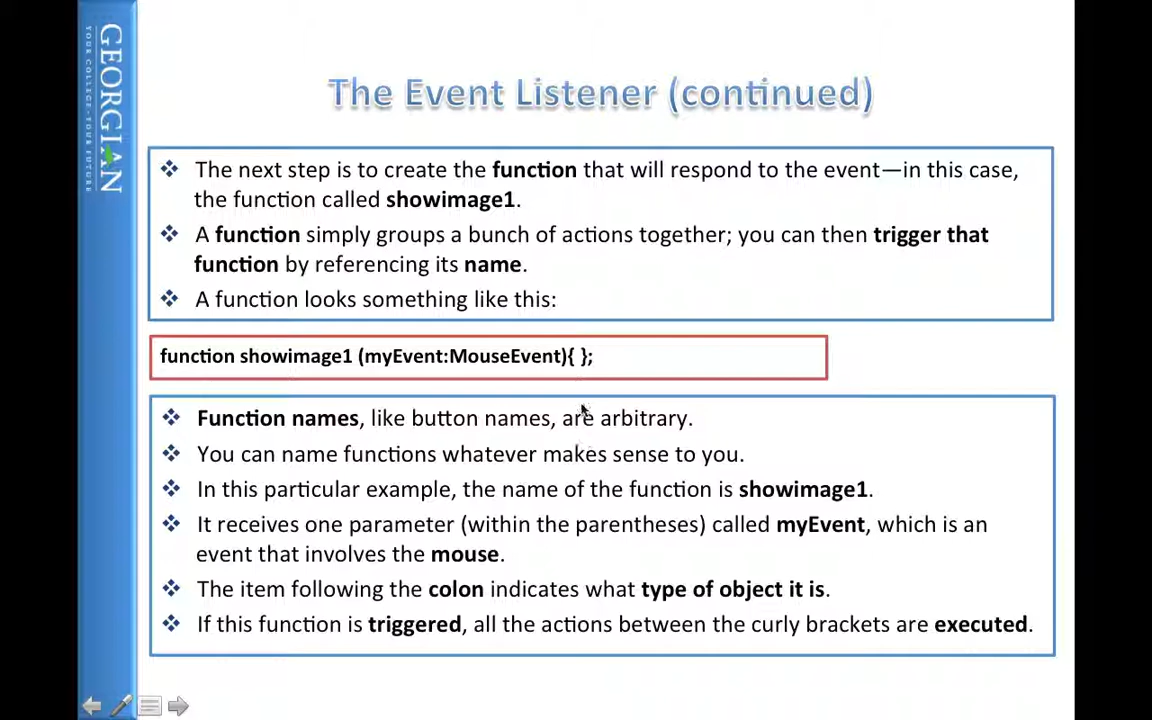 GEORGIAN
YOUR COLLEGE · YOUR FUTURE
The Event Listener (continued)
❖ The next step is to create the function that will respond to the event—in this case,
the function called showimage1.
❖ A function simply groups a bunch of actions together; you can then trigger that
function by referencing its name.
❖ A function looks something like this:
function showimage1 (myEvent:MouseEvent){ };
❖ Function names, like button names, are arbitrary.
❖ You can name functions whatever makes sense to you.
❖ In this particular example, the name of the function is showimage1.
❖ It receives one parameter (within the parentheses) called myEvent, which is an
event that involves the mouse.
❖ The item following the colon indicates what type of object it is.
❖ If this function is triggered, all the actions between the curly brackets are executed.